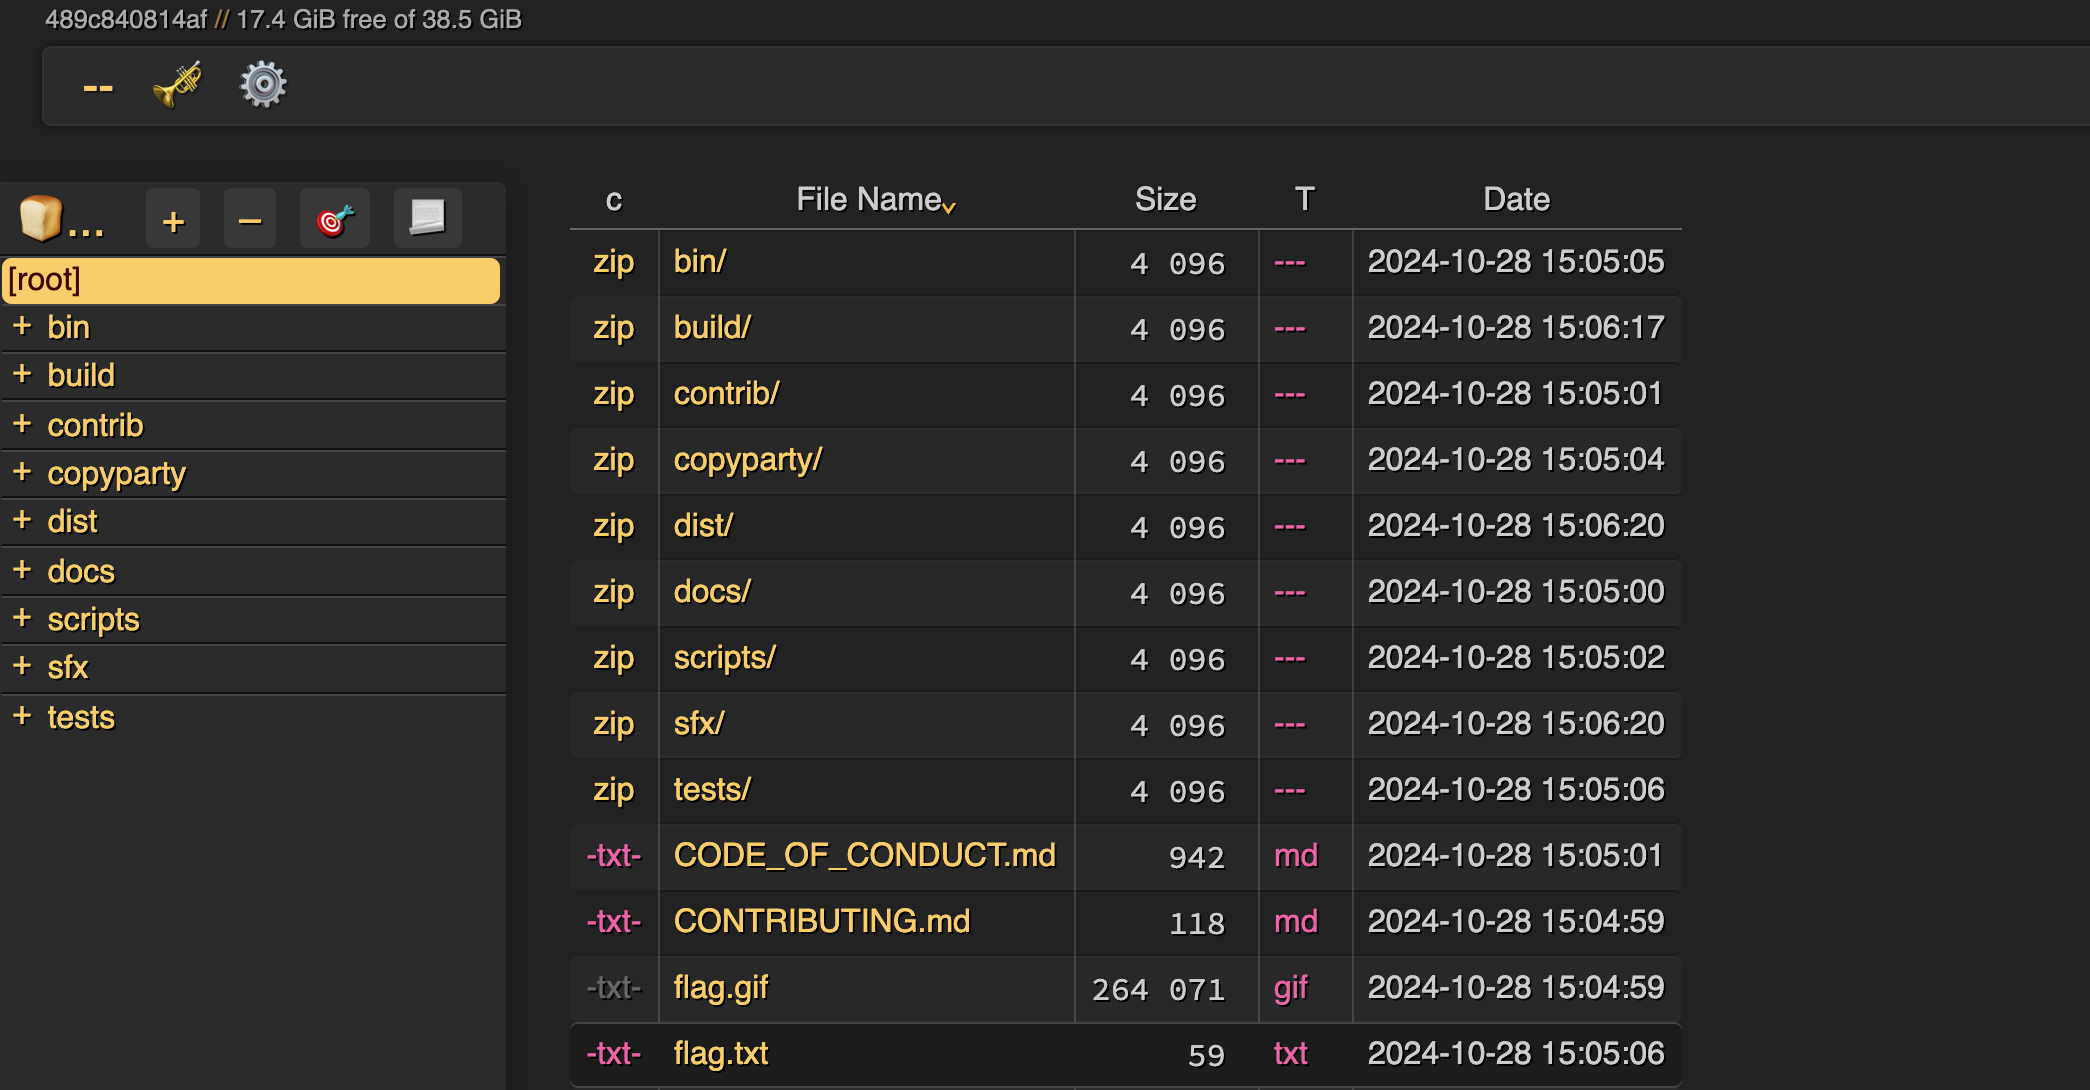 489c840814af // 17.4 GiB free of 38.5 GiB
--
... + −
[root]
+ bin
+ build
+ contrib
+ copyparty
+ dist
+ docs
+ scripts
+ sfx
+ tests
c File Name Size T Date
zip bin/ 4 096 --- 2024-10-28 15:05:05
zip build/ 4 096 --- 2024-10-28 15:06:17
zip contrib/ 4 096 --- 2024-10-28 15:05:01
zip copyparty/ 4 096 --- 2024-10-28 15:05:04
zip dist/ 4 096 --- 2024-10-28 15:06:20
zip docs/ 4 096 --- 2024-10-28 15:05:00
zip scripts/ 4 096 --- 2024-10-28 15:05:02
zip sfx/ 4 096 --- 2024-10-28 15:06:20
zip tests/ 4 096 --- 2024-10-28 15:05:06
-txt- CODE_OF_CONDUCT.md 942 md 2024-10-28 15:05:01
-txt- CONTRIBUTING.md 118 md 2024-10-28 15:04:59
-txt- flag.gif 264 071 gif 2024-10-28 15:04:59
-txt- flag.txt 59 txt 2024-10-28 15:05:06